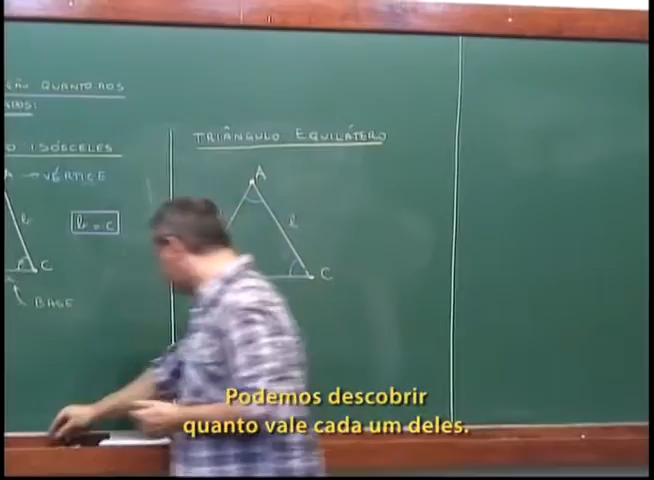 QUANTO AOS
ISÓSCELES
TRIÂNGULO EQUILÁTERO
A → VÉRTICE
A
b
b = c
l
C
C
BASE
Podemos descobrir
quanto vale cada um deles.